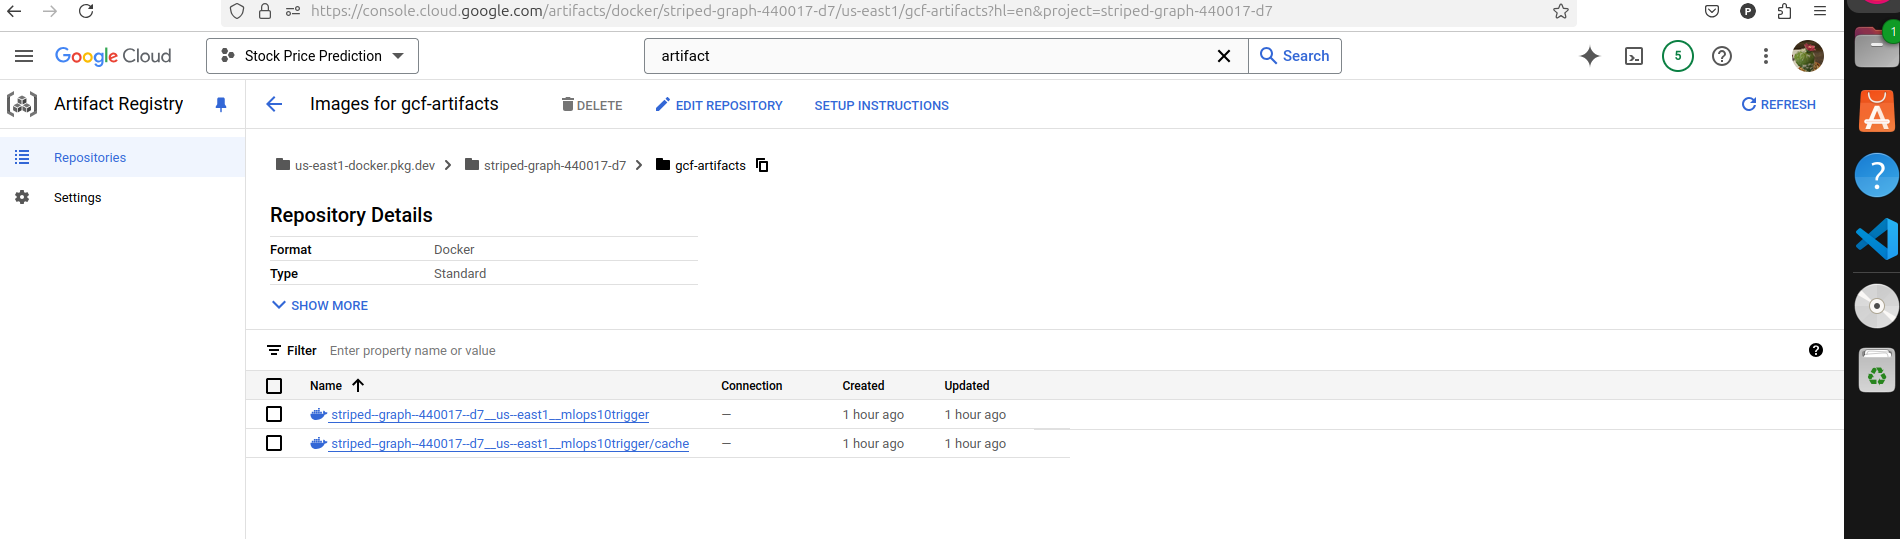 https://console.cloud.google.com/artifacts/docker/striped-graph-440017-d7/us-east1/gcf-artifacts?hl=en&project=striped-graph-440017-d7
P
Google Cloud
Stock Price Prediction
artifact
Search
5
?
1
Artifact Registry
Images for gcf-artifacts
DELETE
EDIT REPOSITORY
SETUP INSTRUCTIONS
REFRESH
Repositories
Settings
us-east1-docker.pkg.dev
striped-graph-440017-d7
gcf-artifacts
Repository Details
Format Docker
Type Standard
SHOW MORE
Filter Enter property name or value
?
Name Connection Created Updated
striped--graph--440017--d7__us--east1__mlops10trigger — 1 hour ago 1 hour ago
striped--graph--440017--d7__us--east1__mlops10trigger/cache — 1 hour ago 1 hour ago
A
?